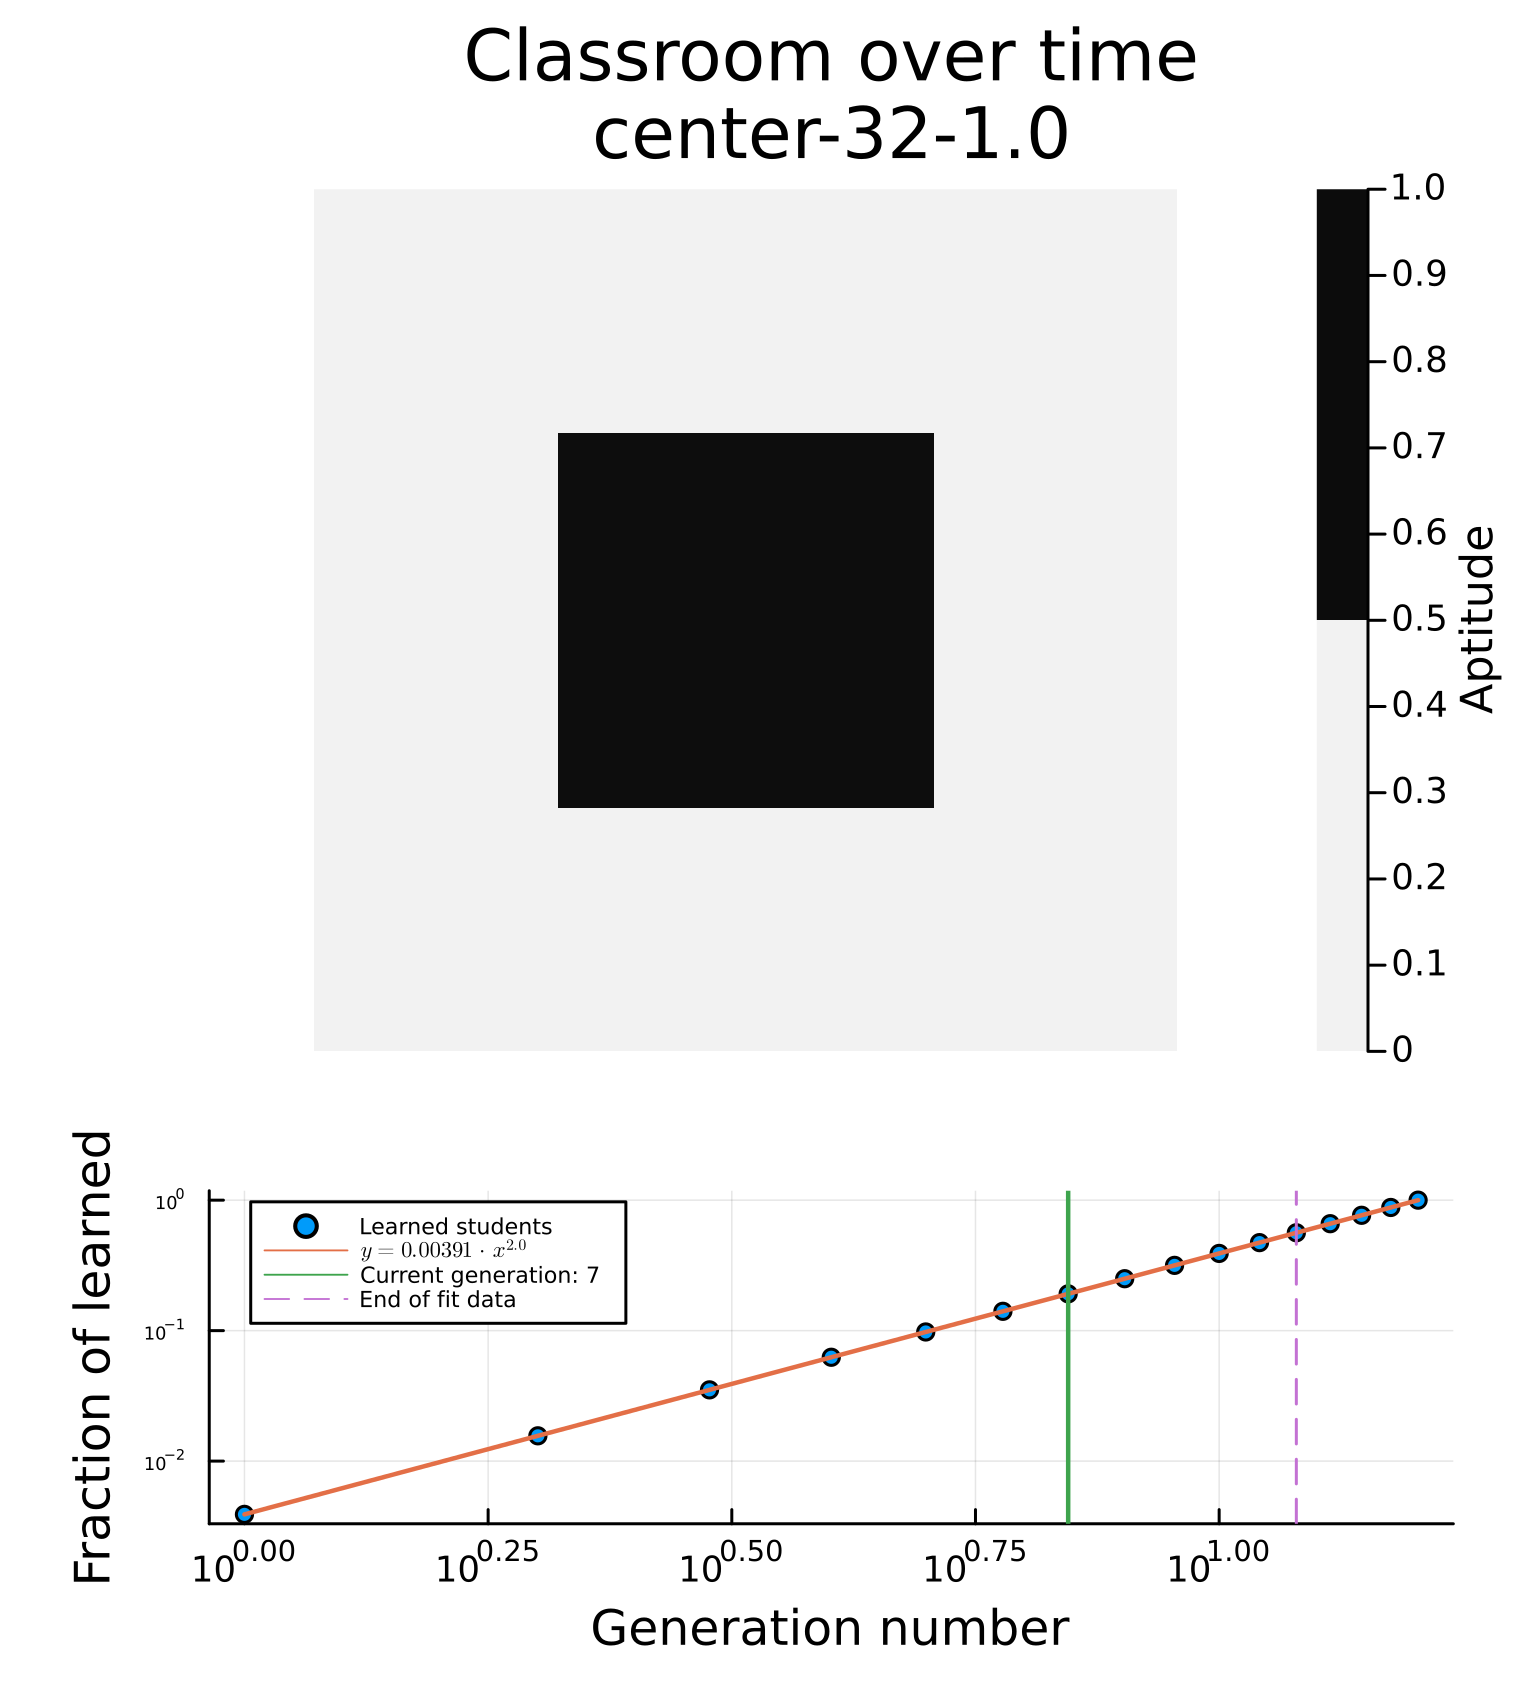 Classroom over time
center-32-1.0
1.0
0.9
0.8
0.7
0.6
0.5
0.4
0.3
0.2
0.1
0
Aptitude
Fraction of learned
10⁰
10⁻¹
10⁻²
Learned students
y = 0.00391 · x^2.0
Current generation: 7
End of fit data
10^0.00 10^0.25 10^0.50 10^0.75 10^1.00
Generation number